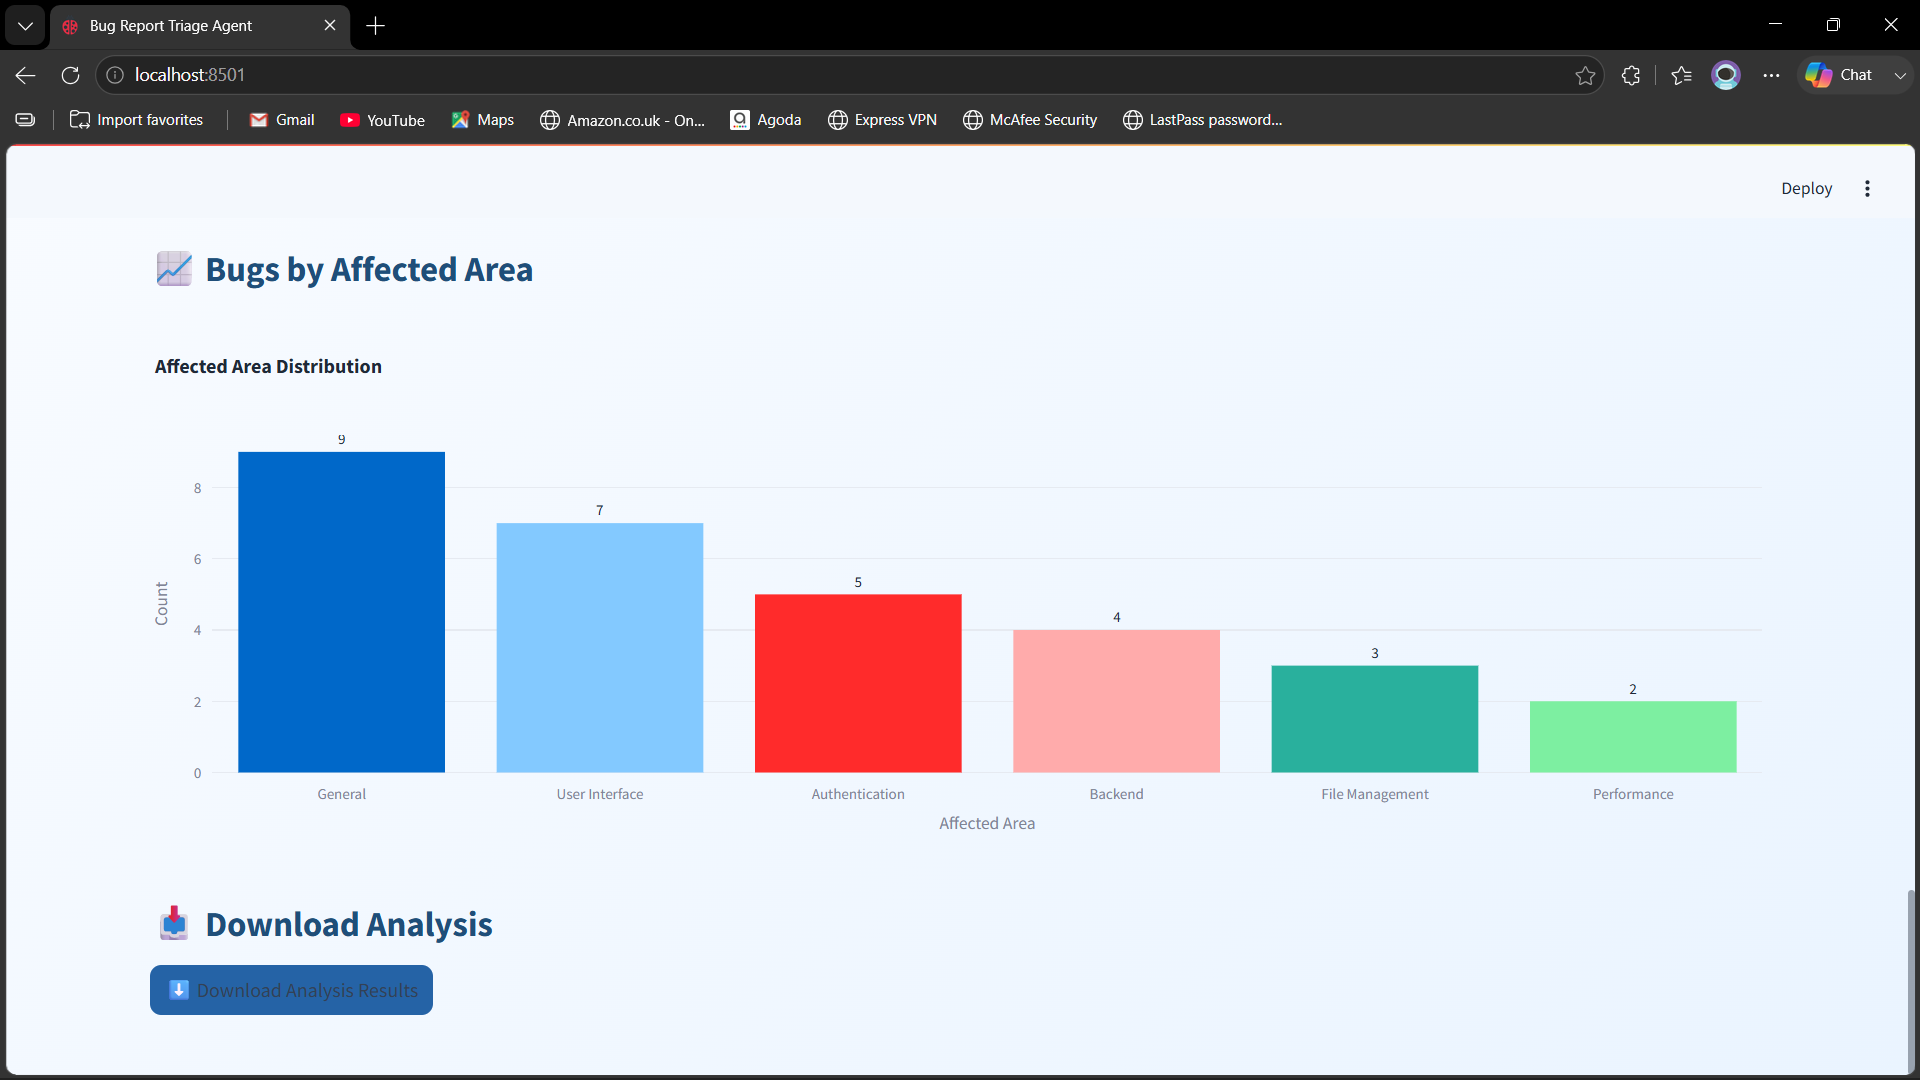 Bug Report Triage Agent
localhost:8501
Chat
Import favorites
Gmail
YouTube
Maps
Amazon.co.uk - On...
Agoda
Express VPN
McAfee Security
LastPass password...
Deploy
Bugs by Affected Area
Affected Area Distribution
9
8
7
6
5
4
4
3
2
2
0
Count
General
User Interface
Authentication
Backend
File Management
Performance
Affected Area
Download Analysis
Download Analysis Results